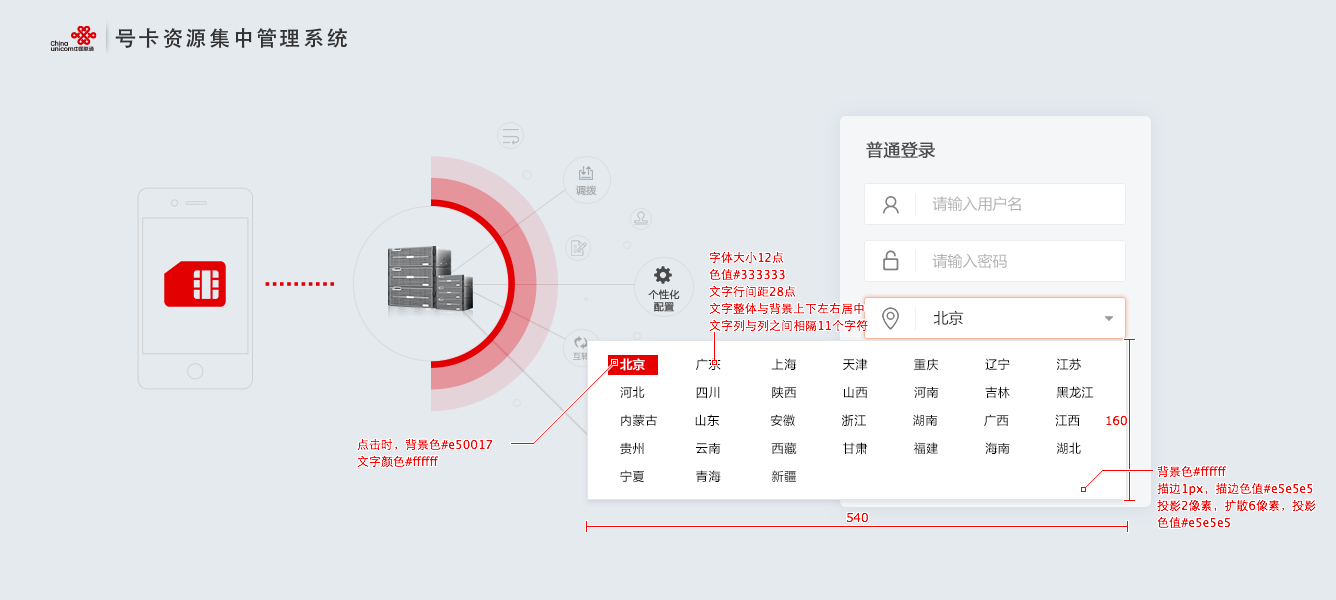 China
unicom中国联通
号卡资源集中管理系统
调拨
个性化
配置
互转
普通登录
请输入用户名
请输入密码
北京
字体大小12点
色值#333333
文字行间距28点
文字整体与背景上下左右居中
文字列与列之间相隔11个字符
北京 广东 上海 天津 重庆 辽宁 江苏
河北 四川 陕西 山西 河南 吉林 黑龙江
内蒙古 山东 安徽 浙江 湖南 广西 江西
贵州 云南 西藏 甘肃 福建 海南 湖北
宁夏 青海 新疆
160
540
点击时，背景色#e50017
文字颜色#ffffff
背景色#ffffff
描边1px，描边色值#e5e5e5
投影2像素，扩散6像素，投影
色值#e5e5e5